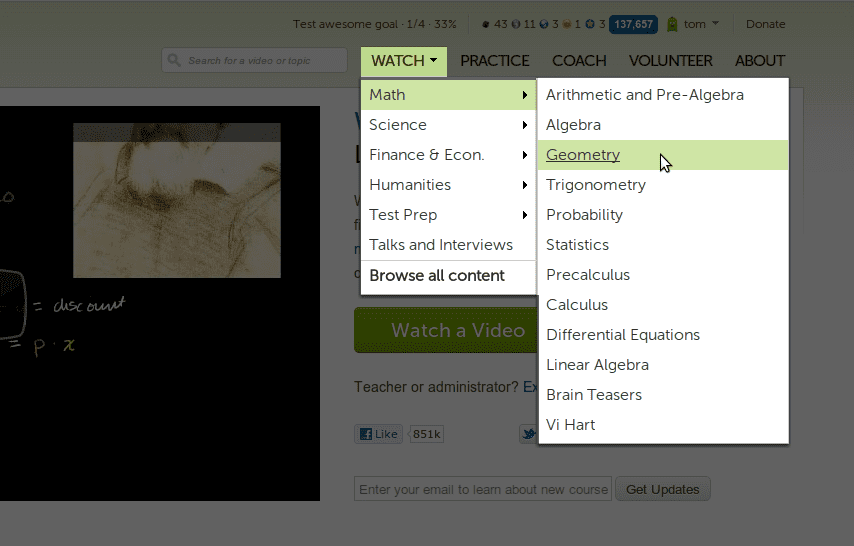 Test awesome goal · 1/4 · 33%
43 11 3 1 3 137,657 tom Donate
Search for a video or topic
WATCH PRACTICE COACH VOLUNTEER ABOUT
Math
Science
Finance & Econ.
Humanities
Test Prep
Talks and Interviews
Browse all content
Arithmetic and Pre-Algebra
Algebra
Geometry
Trigonometry
Probability
Statistics
Precalculus
Calculus
Differential Equations
Linear Algebra
Brain Teasers
Vi Hart
= discount
= p · x
Watch a Video
Teacher or administrator?
Like 851k
Enter your email to learn about new course
Get Updates